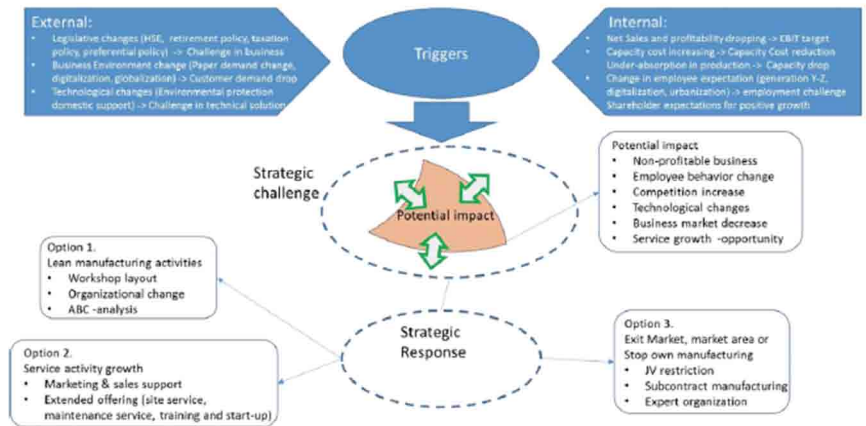 External:
• Legislative changes (HSE, retirement policy, taxation
policy, preferential policy) -> Challenge in business
• Business Environment change (Paper demand change,
digitalization, globalization) -> Customer demand drop
• Technological changes (Environmental protection
domestic support) -> Challenge in technical solution
Triggers
Internal:
Net Sales and profitability dropping -> EBIT target
Capacity cost increasing -> Capacity Cost reduction
Under-absorption in production -> Capacity drop
Change in employee expectation (generation Y-Z,
digitalization, urbanization) -> employment challenge
Shareholder expectations for positive growth
Strategic
challenge
Potential impact
Potential impact
• Non-profitable business
• Employee behavior change
• Competition increase
• Technological changes
• Business market decrease
• Service growth -opportunity
Option 1.
Lean manufacturing activities
• Workshop layout
• Organizational change
• ABC -analysis
Strategic
Response
Option 2.
Service activity growth
• Marketing & sales support
• Extended offering (site service,
maintenance service, training and start-up)
Option 3.
Exit Market, market area or
Stop own manufacturing
• JV restriction
• Subcontract manufacturing
• Expert organization